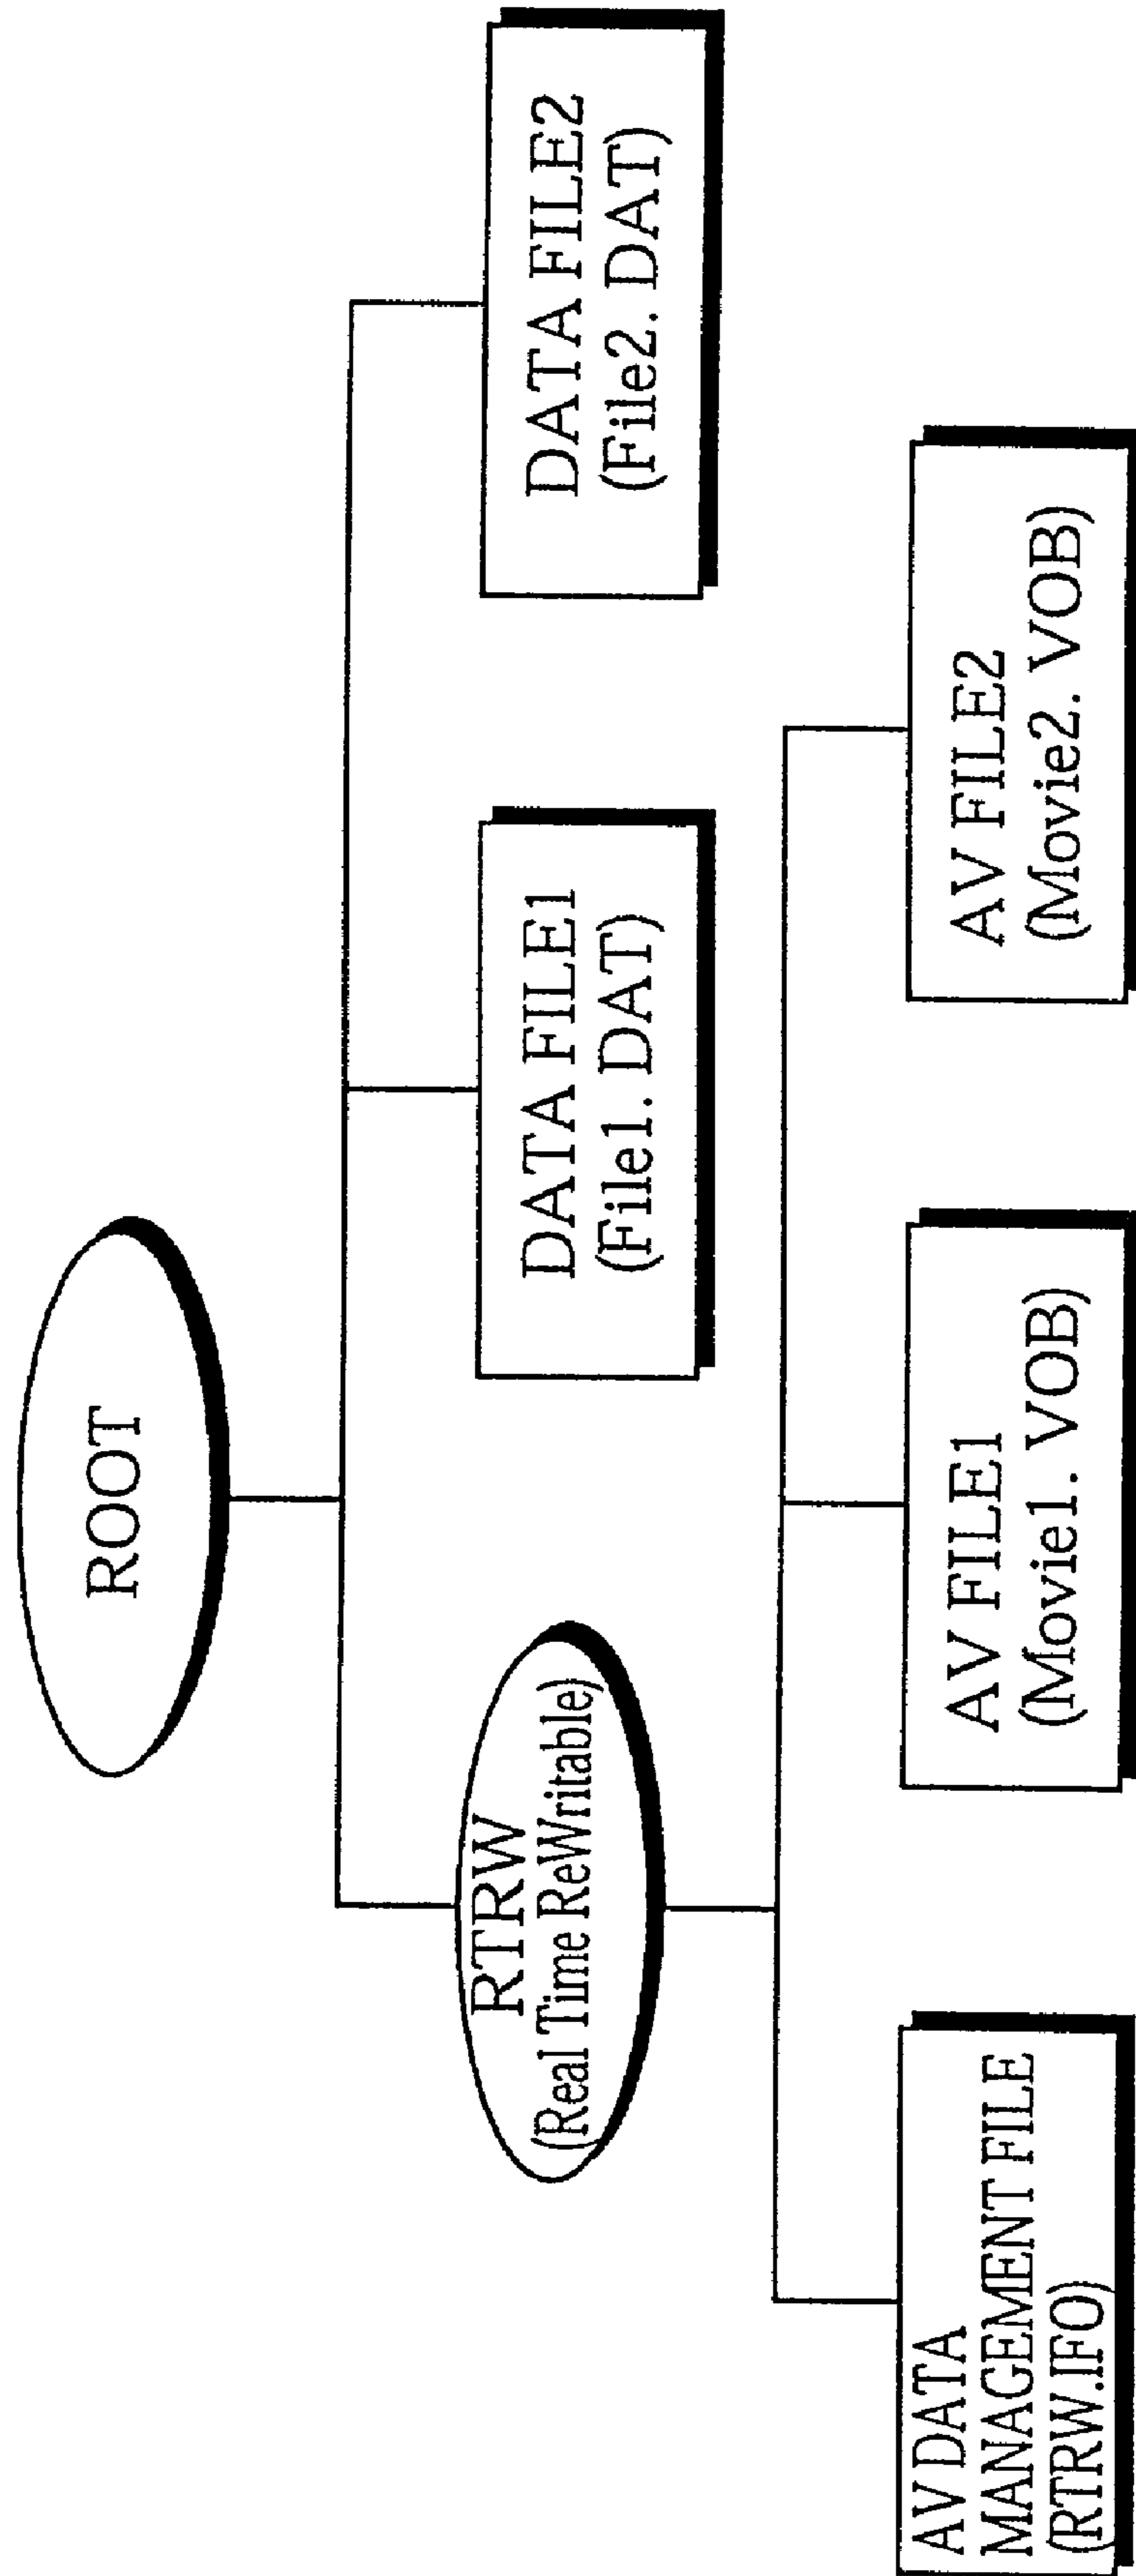 ROOT
RTRW
(Real Time ReWritable)
DATA FILE1
(File1. DAT)
DATA FILE2
(File2. DAT)
AV DATA
MANAGEMENT FILE
(RTRW.IFO)
AV FILE1
(Movie1. VOB)
AV FILE2
(Movie2. VOB)